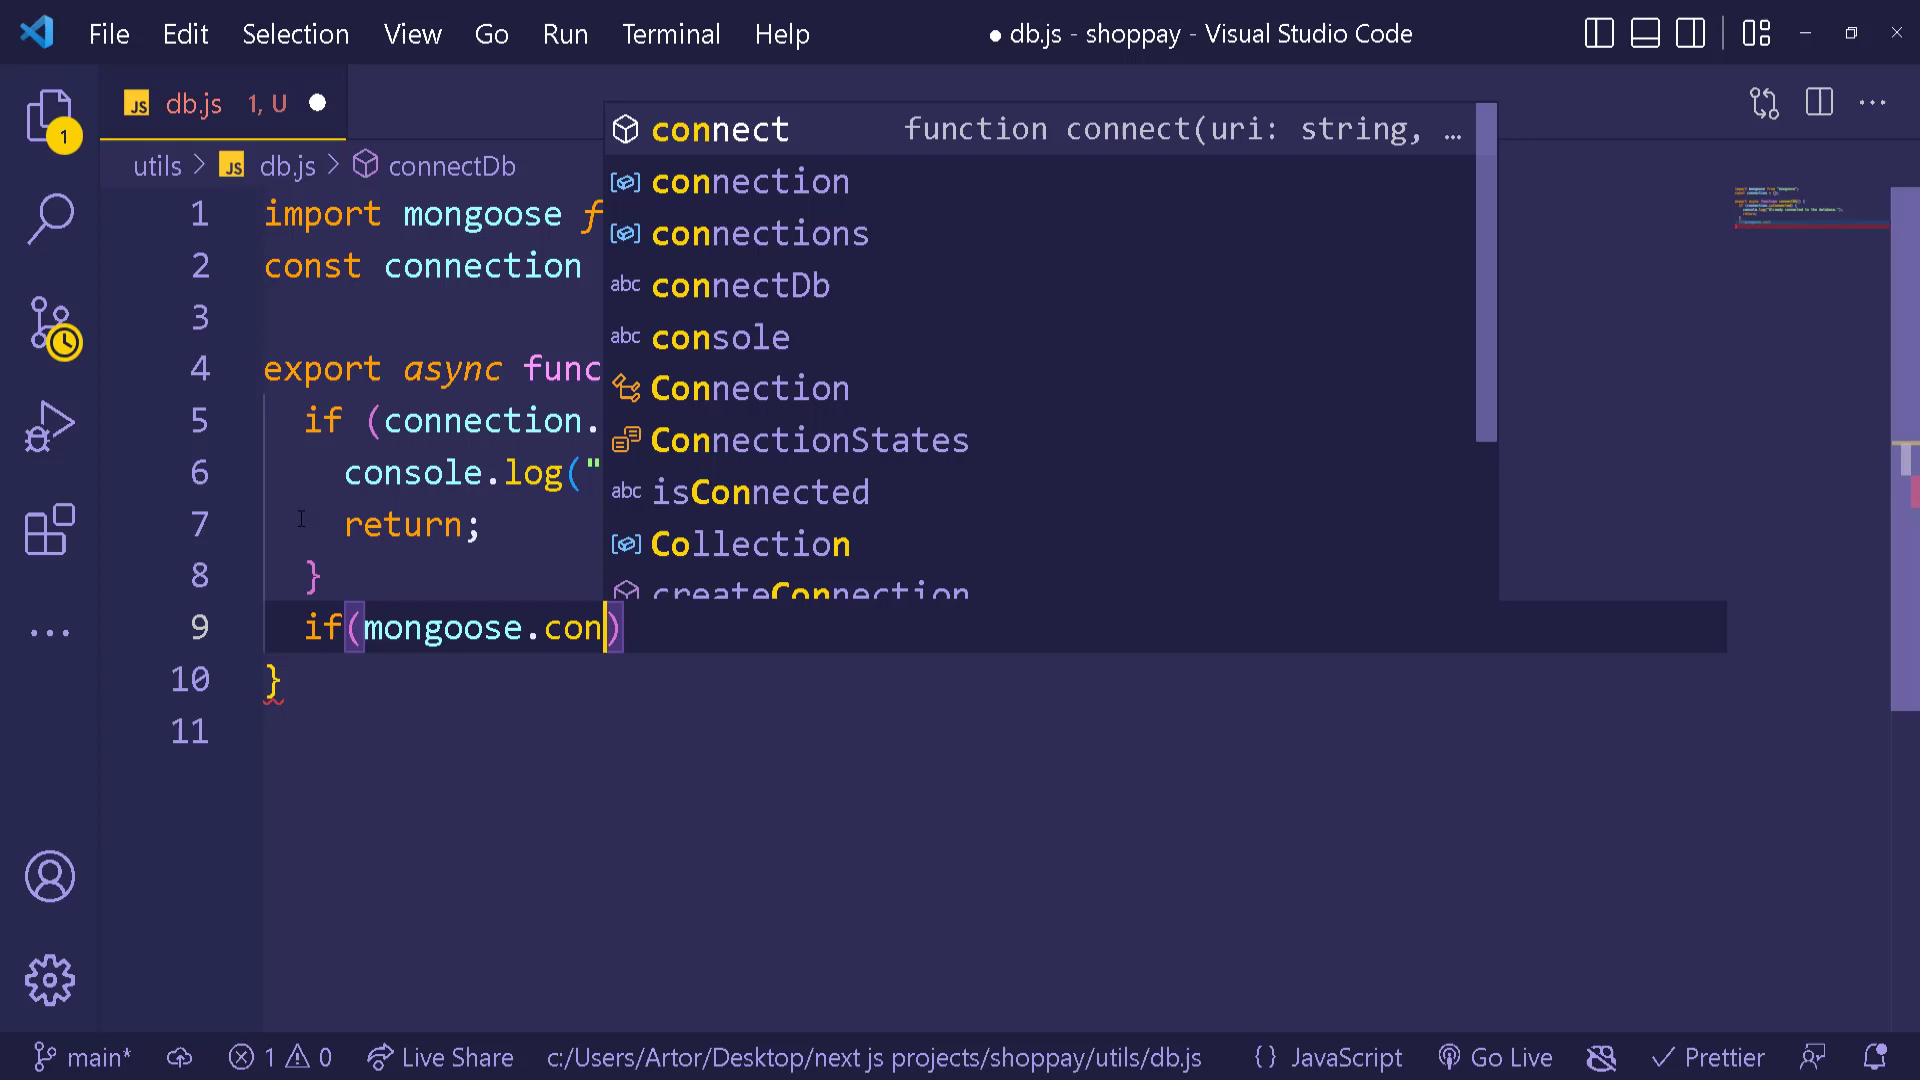 File Edit Selection View Go Run Terminal Help ● db.js - shoppay - Visual Studio Code
JS db.js 1, U
utils > JS db.js > connectDb
connect function connect(uri: string, …
connection
connections
abc connectDb
abc console
Connection
ConnectionStates
abc isConnected
Collection
createConnection
1 import mongoose f
2 const connection
3
4 export async func
5 if (connection.
6 console.log("
7 return;
8 }
9 if(mongoose.con)
10 }
11
1
main* 1 0 Live Share c:/Users/Artor/Desktop/next js projects/shoppay/utils/db.js {} JavaScript Go Live Prettier